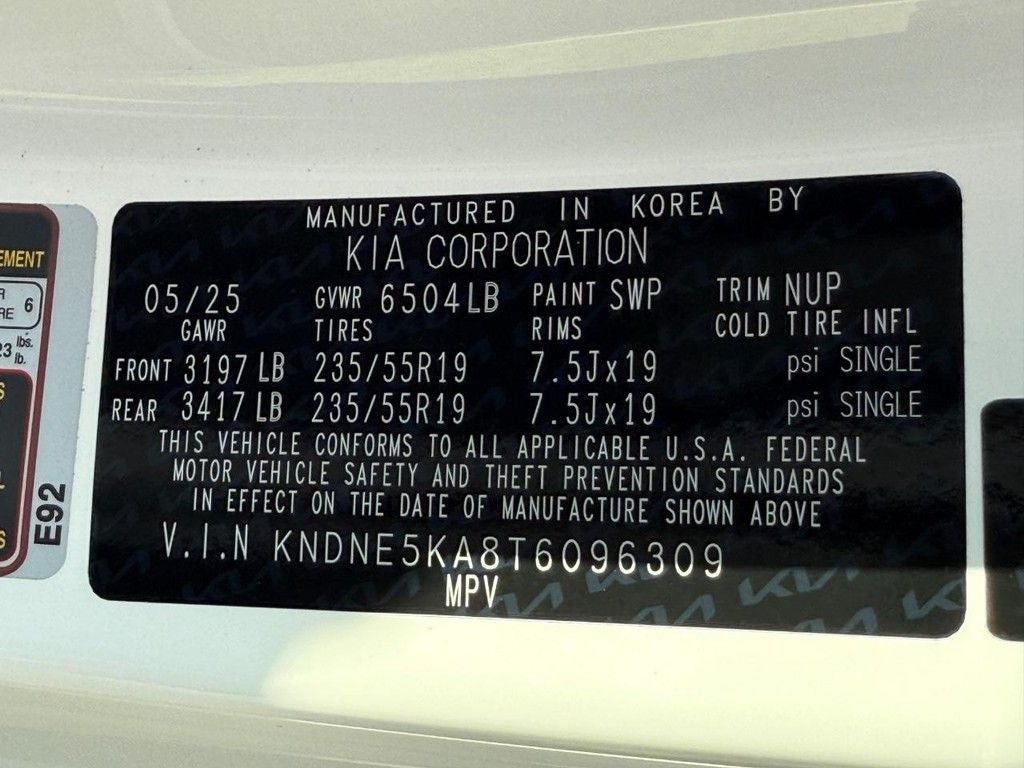 MANUFACTURED IN KOREA BY
KIA CORPORATION
05/25 GVWR 6504LB PAINT SWP TRIM NUP
GAWR TIRES RIMS COLD TIRE INFL
FRONT 3197 LB 235/55R19 7.5Jx19 psi SINGLE
REAR 3417 LB 235/55R19 7.5Jx19 psi SINGLE
THIS VEHICLE CONFORMS TO ALL APPLICABLE U.S.A. FEDERAL
MOTOR VEHICLE SAFETY AND THEFT PREVENTION STANDARDS
IN EFFECT ON THE DATE OF MANUFACTURE SHOWN ABOVE
V.I.N KNDNE5KA8T6096309
MPV
6
lbs.
lb.
E92